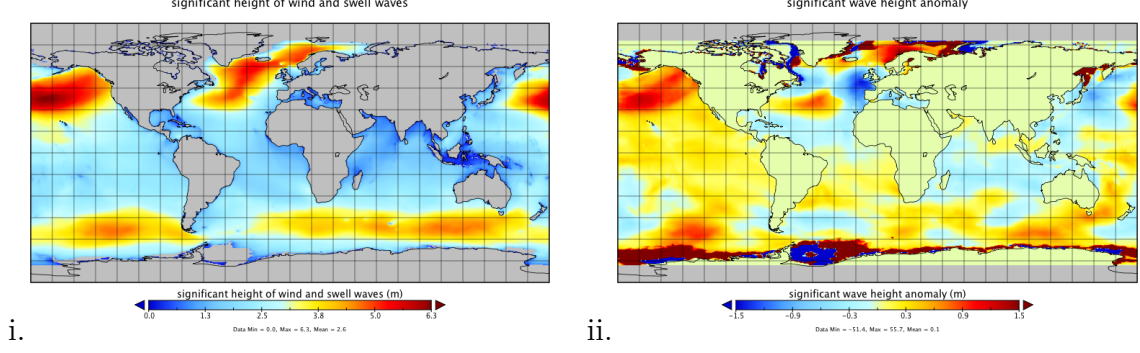 significant height of wind and swell waves
significant wave height anomaly
significant height of wind and swell waves (m)
0.0 1.3 2.5 3.8 5.0 6.3
Data Min = 0.0, Max = 6.3, Mean = 2.6
i.
significant wave height anomaly (m)
−1.5 −0.9 −0.3 0.3 0.9 1.5
Data Min = −51.4, Max = 55.7, Mean = 0.1
ii.